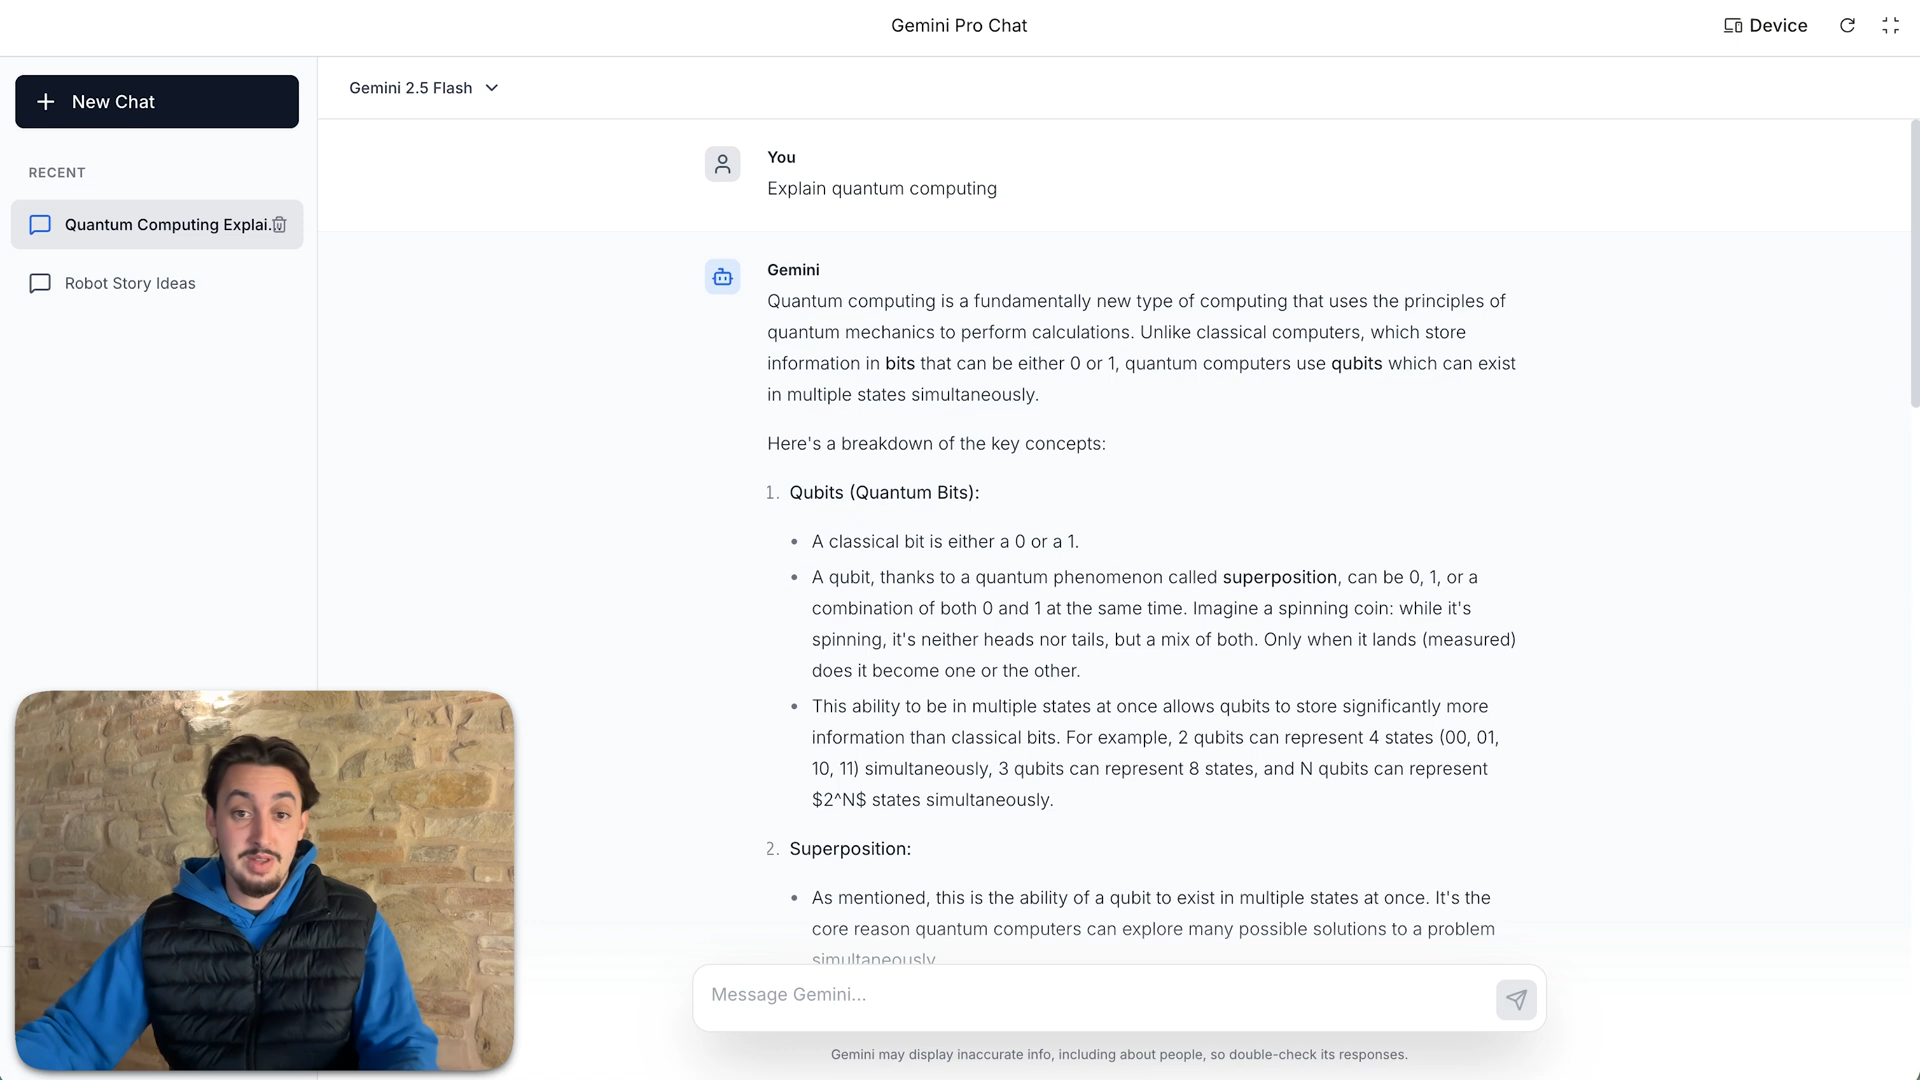 Gemini Pro Chat
Device
New Chat
RECENT
Quantum Computing Explai.
Robot Story Ideas
Gemini 2.5 Flash
You
Explain quantum computing
Gemini
Quantum computing is a fundamentally new type of computing that uses the principles of
quantum mechanics to perform calculations. Unlike classical computers, which store
information in bits that can be either 0 or 1, quantum computers use qubits which can exist
in multiple states simultaneously.
Here's a breakdown of the key concepts:
1. Qubits (Quantum Bits):
• A classical bit is either a 0 or a 1.
• A qubit, thanks to a quantum phenomenon called superposition, can be 0, 1, or a
combination of both 0 and 1 at the same time. Imagine a spinning coin: while it's
spinning, it's neither heads nor tails, but a mix of both. Only when it lands (measured)
does it become one or the other.
• This ability to be in multiple states at once allows qubits to store significantly more
information than classical bits. For example, 2 qubits can represent 4 states (00, 01,
10, 11) simultaneously, 3 qubits can represent 8 states, and N qubits can represent
$2^N$ states simultaneously.
2. Superposition:
• As mentioned, this is the ability of a qubit to exist in multiple states at once. It's the
core reason quantum computers can explore many possible solutions to a problem
simultaneously
Message Gemini...
Gemini may display inaccurate info, including about people, so double-check its responses.